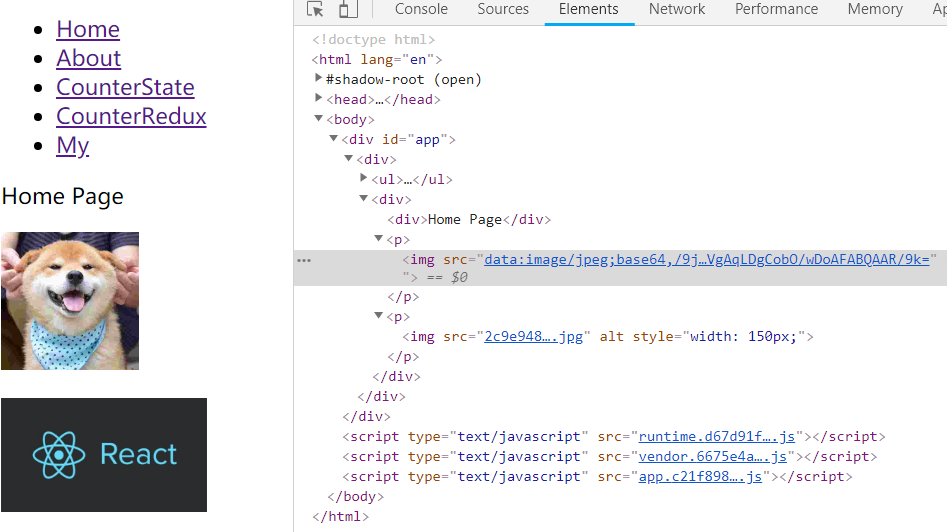 Home
About
CounterState
CounterRedux
My
Home Page
React
Console Sources Elements Network Performance Memory Ap
<!doctype html>
<html lang="en">
#shadow-root (open)
<head>…</head>
<body>
<div id="app">
<div>
<ul>…</ul>
<div>
<div>Home Page</div>
<p>
<img src="data:image/jpeg;base64,/9j…VgAqLDgCobO/wDoAFABQAAR/9k="
"> == $0
</p>
<p>
<img src="2c9e948….jpg" alt style="width: 150px;">
</p>
</div>
</div>
</div>
<script type="text/javascript" src="runtime.d67d91f….js"></script>
<script type="text/javascript" src="vendor.6675e4a….js"></script>
<script type="text/javascript" src="app.c21f898….js"></script>
</body>
</html>